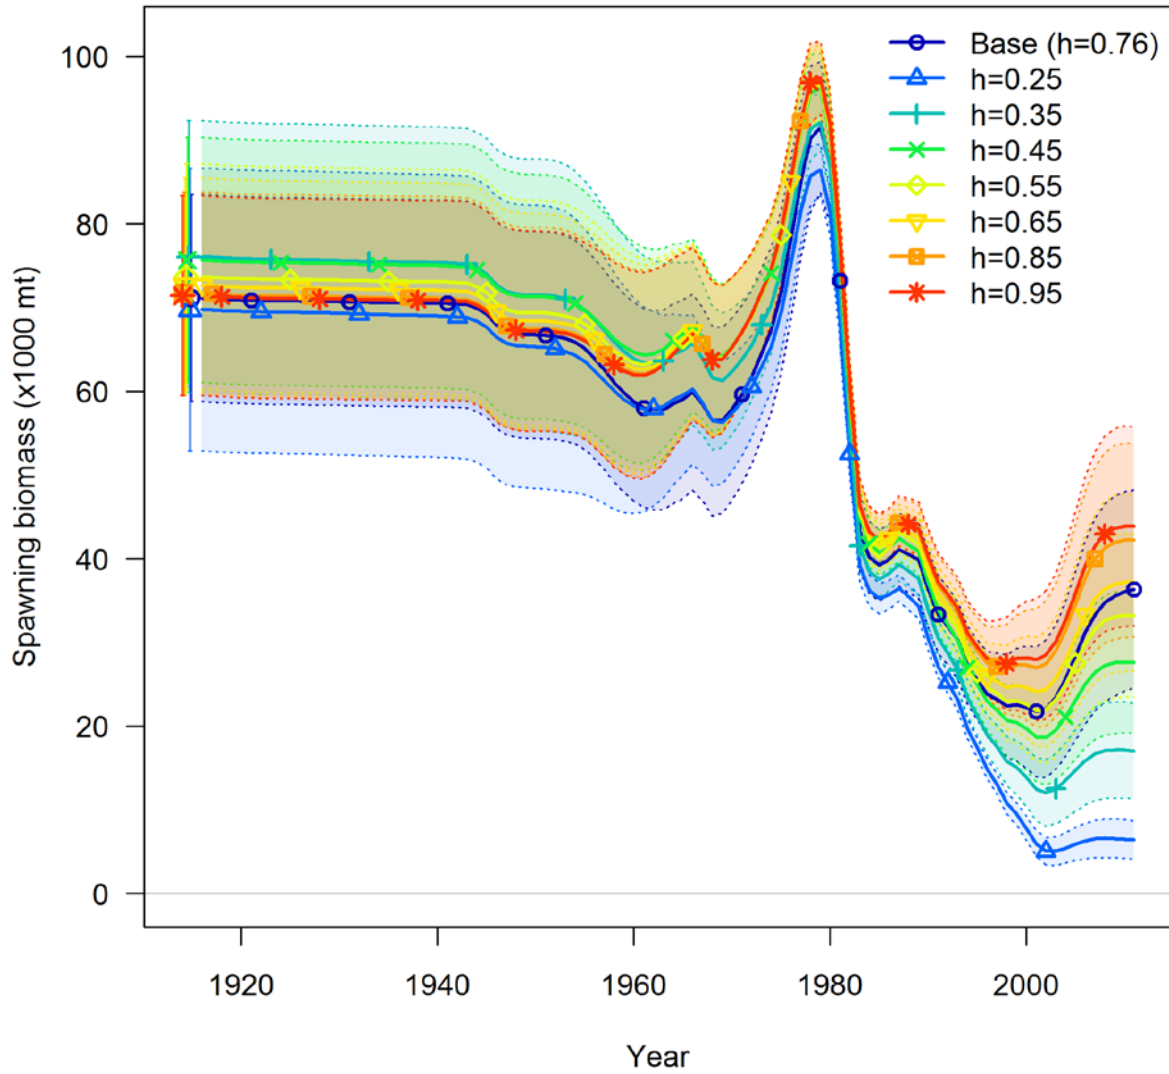 Spawning biomass (x1000 mt)
100
80
60
40
20
0
Base (h=0.76)
h=0.25
h=0.35
h=0.45
h=0.55
h=0.65
h=0.85
h=0.95
1920 1940 1960 1980 2000
Year